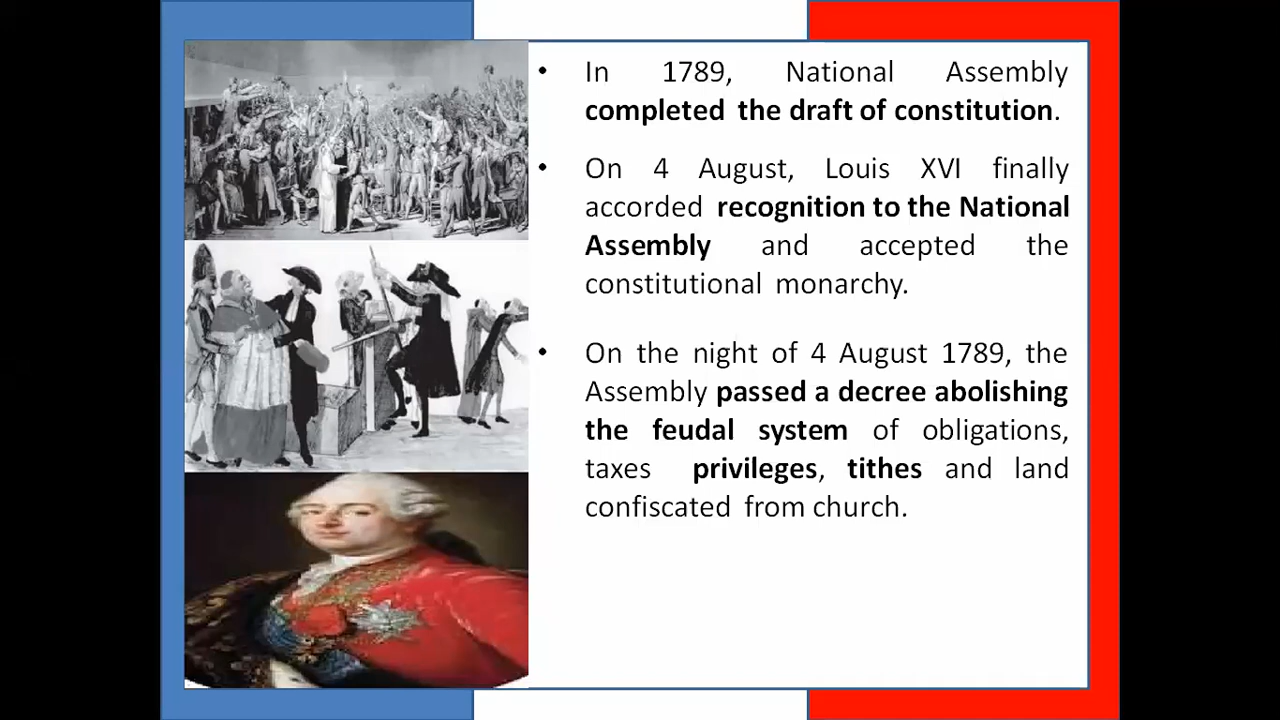 • In 1789, National Assembly
completed the draft of constitution.
• On 4 August, Louis XVI finally
accorded recognition to the National
Assembly and accepted the
constitutional monarchy.
• On the night of 4 August 1789, the
Assembly passed a decree abolishing
the feudal system of obligations,
taxes privileges, tithes and land
confiscated from church.